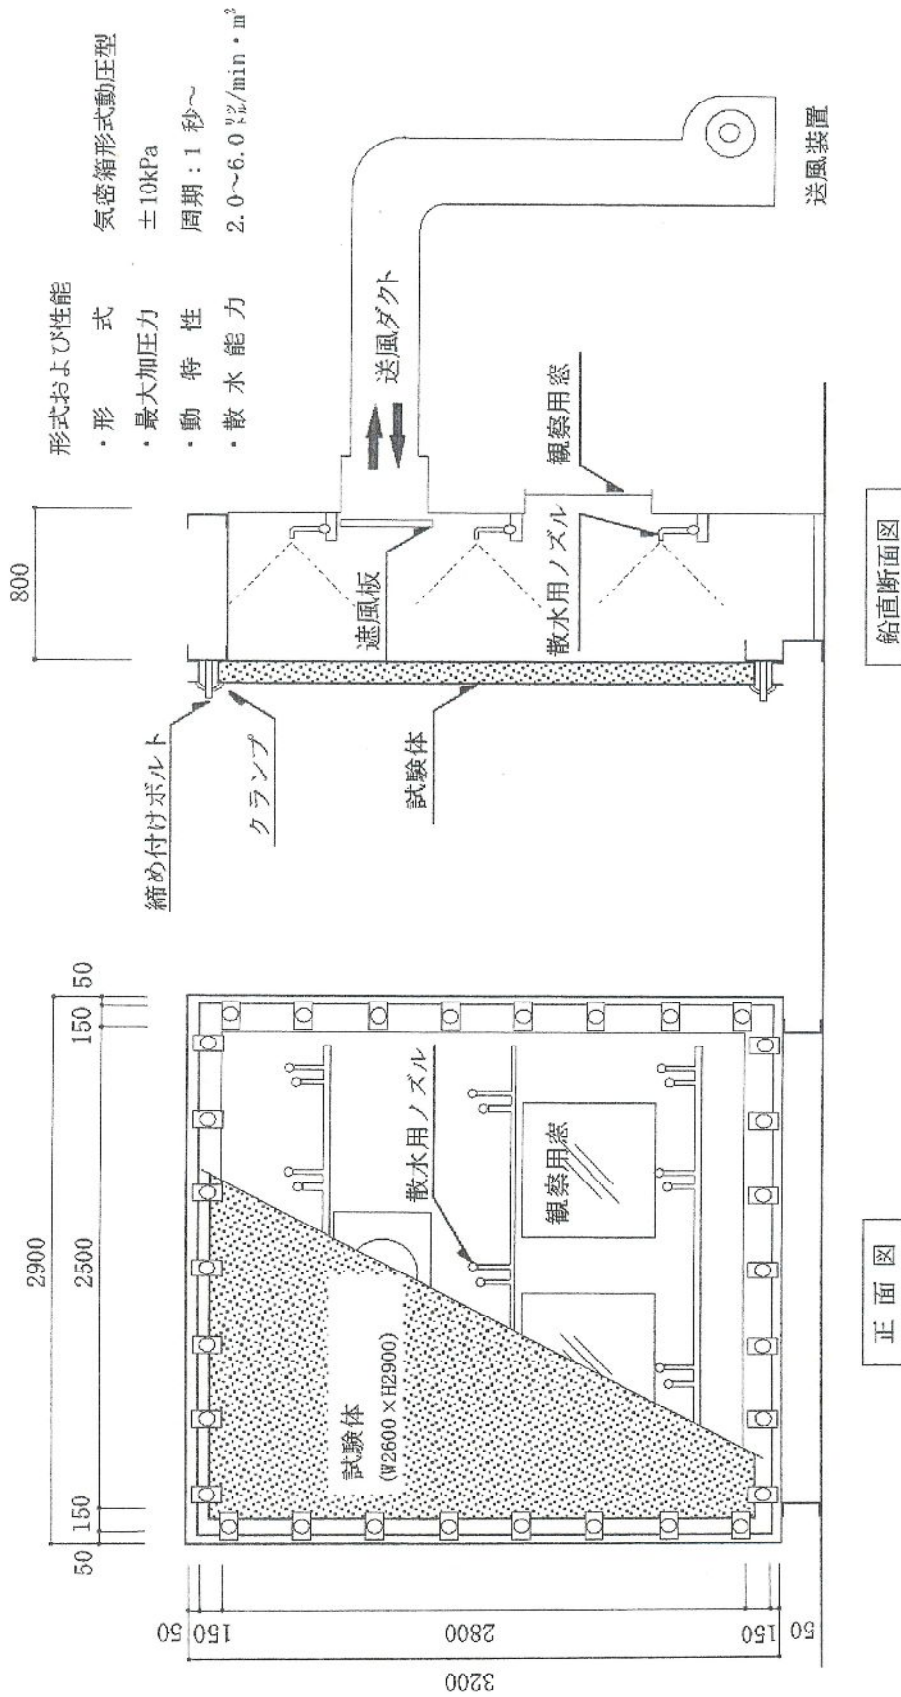 形式および性能
・形式 気密箱形式動圧型
・最大加圧力 ±10kPa
・動特性 周期:1秒~
・散水能力 2.0~6.0㍑/min・m²
2900
50
150
2500
150
50
3200
50
150
2800
150
50
試験体
(W2600×H2900)
散水用ノズル
観察用窓
正面図
800
締め付けボルト
クランプ
試験体
遮風板
散水用ノズル
観察用窓
送風ダクト
送風装置
鉛直断面図